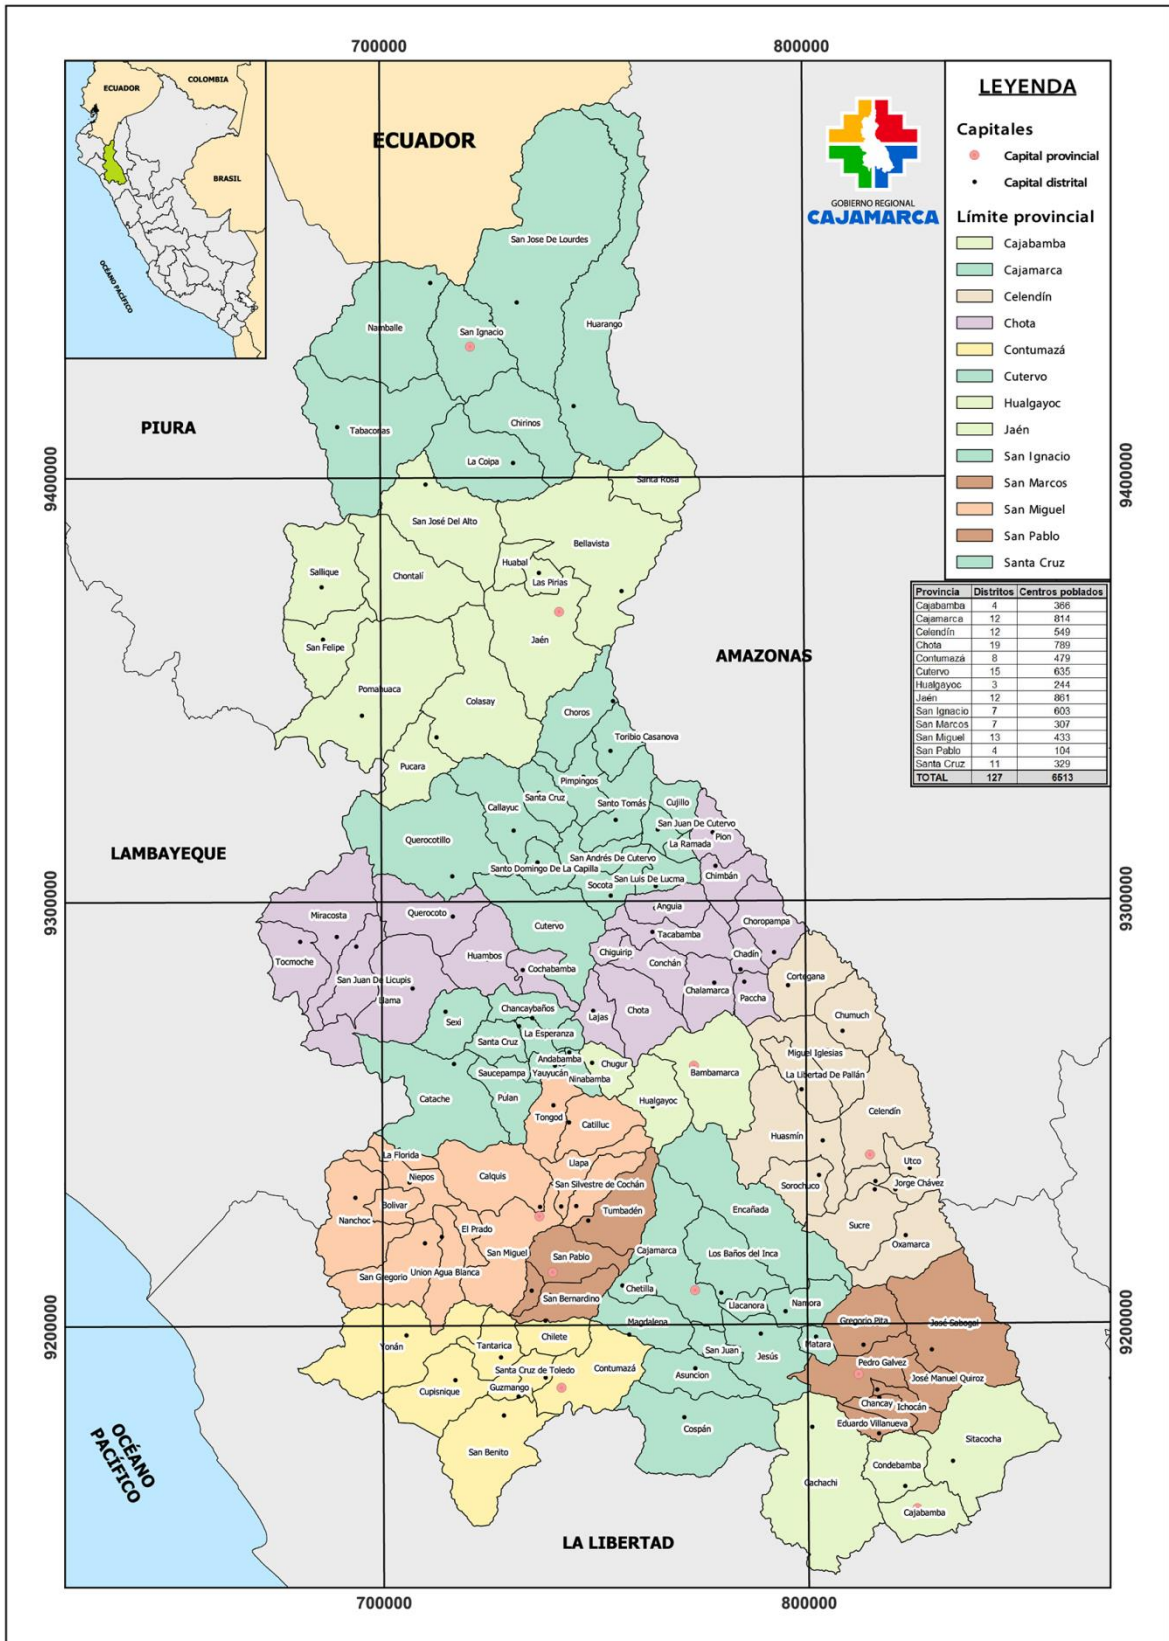 700000
800000
ECUADOR
COLOMBIA
BRASIL
OCÉANO PACÍFICO
ECUADOR
GOBIERNO REGIONAL
CAJAMARCA
LEYENDA
Capitales
Capital provincial
Capital distrital
Límite provincial
Cajabamba
Cajamarca
Celendín
Chota
Contumazá
Cutervo
Hualgayoc
Jaén
San Ignacio
San Marcos
San Miguel
San Pablo
Santa Cruz
Provincia Distritos Centros poblados
Cajabamba 4 366
Cajamarca 12 814
Celendín 12 549
Chota 19 789
Contumazá 8 479
Cutervo 15 635
Hualgayoc 3 244
Jaén 12 861
San Ignacio 7 603
San Marcos 7 307
San Miguel 13 433
San Pablo 4 104
Santa Cruz 11 329
TOTAL 127 6513
San Jose De Lourdes
Namballe
San Ignacio
Huarango
PIURA
Tabaconas
Chirinos
La Coipa
Santa Rosa
9400000
9400000
San José Del Alto
Bellavista
Huabal
Sallique
Chontalí
Las Pirias
San Felipe
Jaén
AMAZONAS
Pomahuaca
Colasay
Choros
Toribio Casanova
Pucara
Pimpingos
Santa Cruz
Callayuc
Santo Tomás
Cujillo
San Juan De Cutervo
Pion
Querocotillo
La Ramada
LAMBAYEQUE
San Andrés De Cutervo
Santo Domingo De La Capilla
Chimbán
San Luis De Lucma
Socota
9300000
9300000
Anguia
Miracosta
Querocoto
Cutervo
Choropampa
Tacabamba
Tocmoche
Huambos
Chiguirip
Conchán
Chadín
Cochabamba
San Juan De Licupis
Cortegana
Llama
Chalamarca
Paccha
Chancaybaños
Sexi
Lajas
Chota
Chumuch
La Esperanza
Santa Cruz
Miguel Iglesias
Andabamba
Chugur
Saucepampa
Yauyucán
Ninabamba
Bambamarca
La Libertad De Pallán
Catache
Pulan
Hualgayoc
Tongod
Catilluc
Celendín
Huasmín
La Florida
Llapa
Utco
Niepos
Calquis
San Silvestre de Cochán
Sorochuco
Jorge Chávez
Bolivar
Nanchoc
Tumbadén
Encañada
El Prado
Sucre
Oxamarca
San Miguel
San Pablo
Cajamarca
Los Baños del Inca
San Gregorio
Union Agua Blanca
Chetilla
San Bernardino
Llacanora
Namora
9200000
9200000
Magdalena
Gregorio Pita
José Sabogal
Yonán
Tantarica
Chilete
Matara
San Juan
Jesús
Santa Cruz de Toledo
Contumazá
Asuncion
Pedro Galvez
José Manuel Quiroz
Cupisnique
Guzmango
Chancay
Ichocán
Eduardo Villanueva
Cospán
San Benito
Sitacocha
Condebamba
Cachachi
Cajabamba
OCÉANO
PACÍFICO
LA LIBERTAD
700000
800000